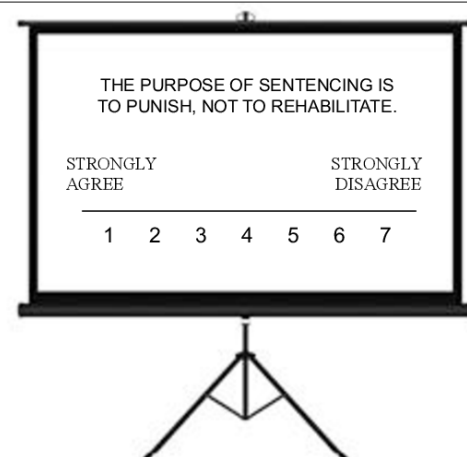 THE PURPOSE OF SENTENCING IS
TO PUNISH, NOT TO REHABILITATE.
STRONGLY
AGREE
STRONGLY
DISAGREE
1 2 3 4 5 6 7